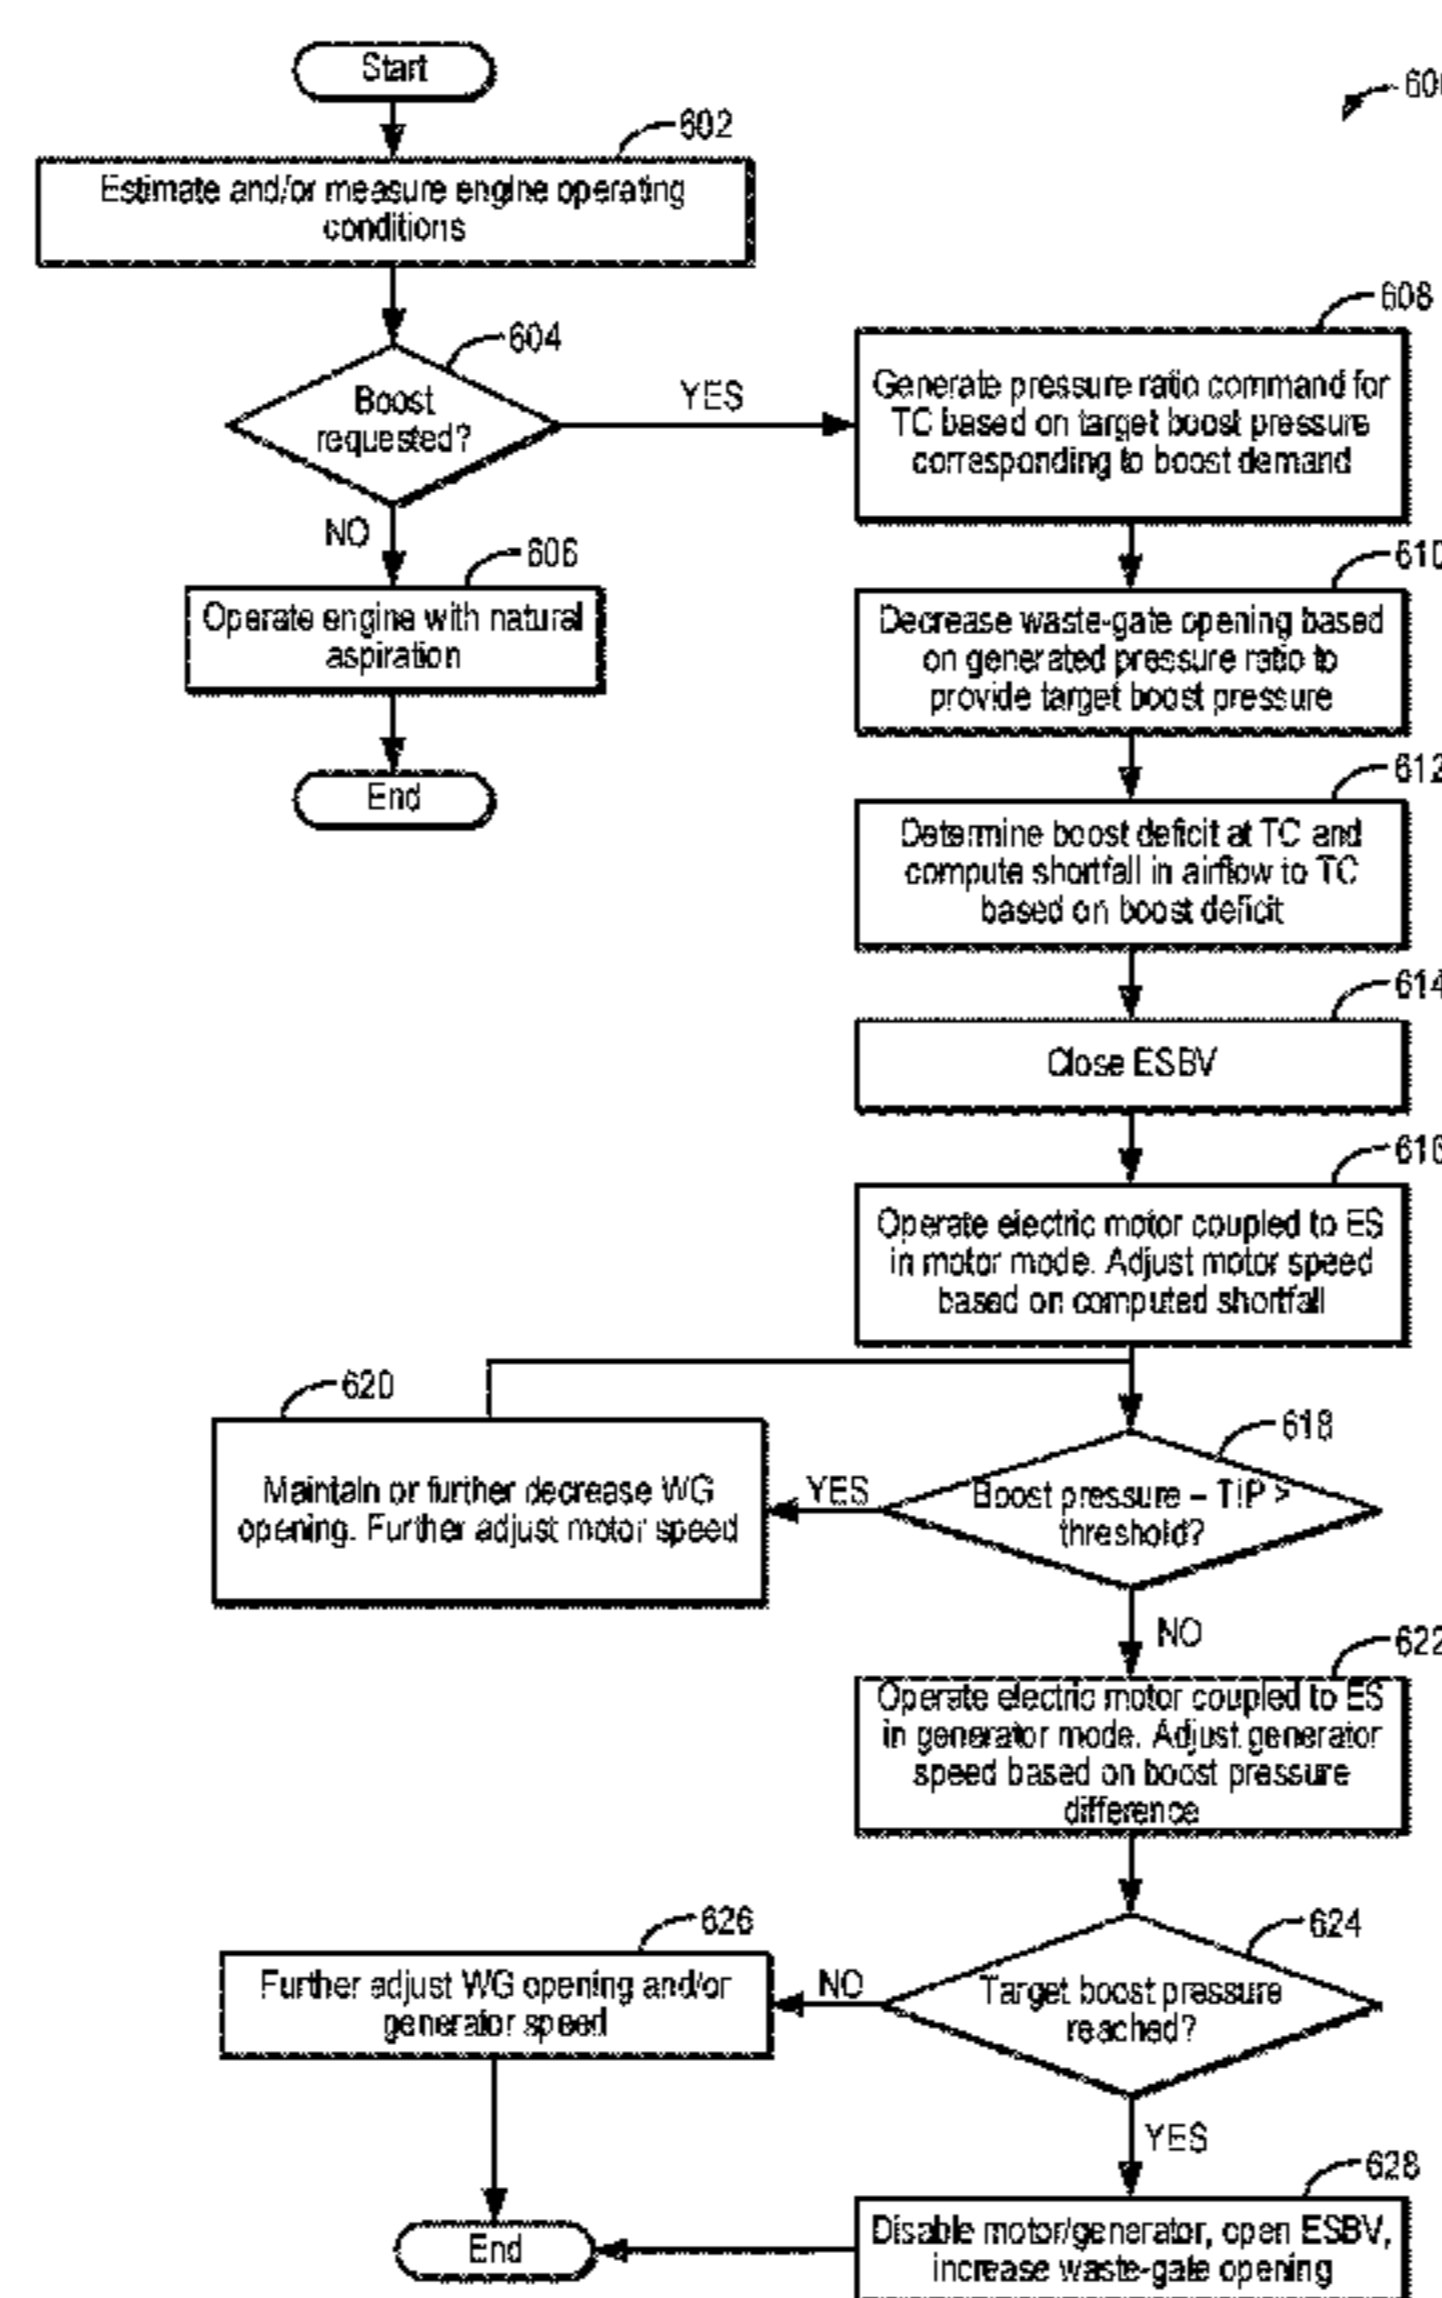 Start
60
602
Estimate and/or measure engine operating
conditions
604
Boost
requested?
YES
NO
606
Operate engine with natural
aspiration
End
608
Generate pressure ratio command for
TC based on target boost pressure
corresponding to boost demand
610
Decrease waste-gate opening based
on generated pressure ratio to
provide target boost pressure
612
Determine boost deficit at TC and
compute shortfall in airflow to TC
based on boost deficit
614
Close ESBV
616
Operate electric motor coupled to ES
in motor mode. Adjust motor speed
based on computed shortfall
618
Boost pressure – TIP >
threshold?
YES
620
Maintain or further decrease WG
opening. Further adjust motor speed
NO
622
Operate electric motor coupled to ES
in generator mode. Adjust generator
speed based on boost pressure
difference
624
Target boost pressure
reached?
NO
626
Further adjust WG opening and/or
generator speed
YES
628
Disable motor/generator, open ESBV,
increase waste-gate opening
End